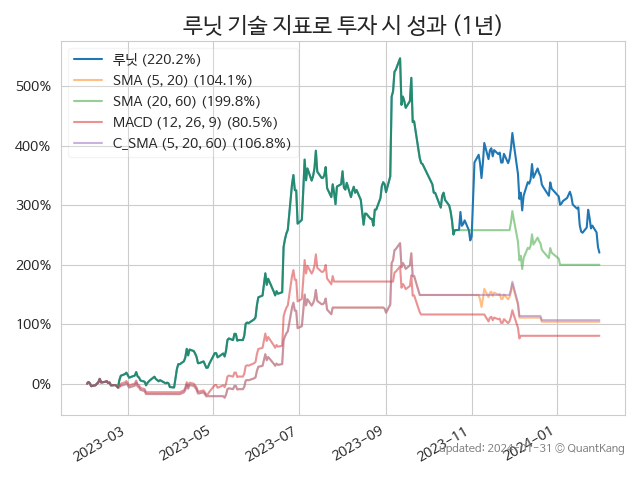 루닛 기술 지표로 투자 시 성과 (1년)
루닛 (220.2%)
SMA (5, 20) (104.1%)
SMA (20, 60) (199.8%)
MACD (12, 26, 9) (80.5%)
C_SMA (5, 20, 60) (106.8%)
500%
400%
300%
200%
100%
0%
2023-03
2023-05
2023-07
2023-09
2023-11
2024-01
updated: 2024-01-31 © QuantKang